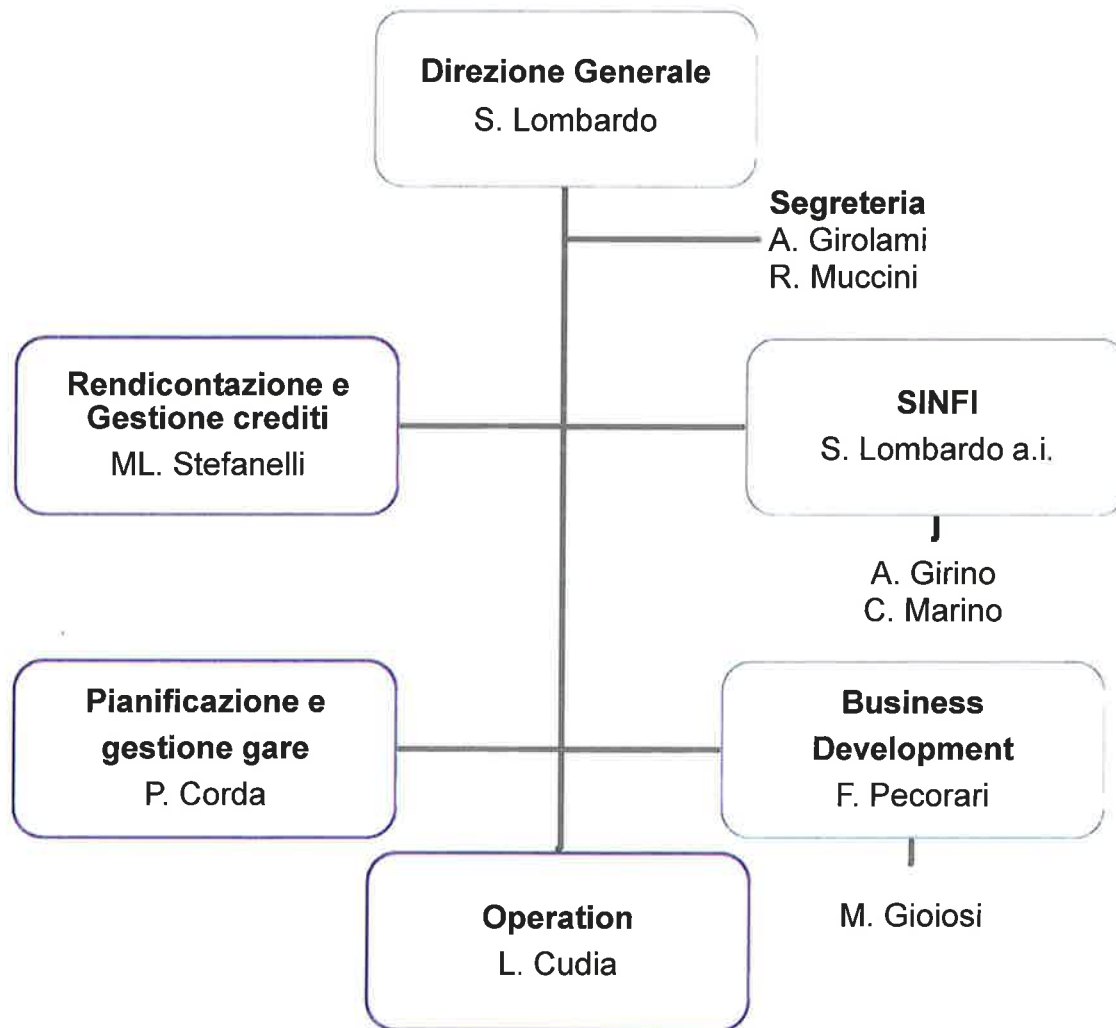 Direzione Generale
S. Lombardo
Segreteria
A. Girolami
R. Muccini
Rendicontazione e
Gestione crediti
ML. Stefanelli
SINFI
S. Lombardo a.i.
A. Girino
C. Marino
Pianificazione e
gestione gare
P. Corda
Business
Development
F. Pecorari
M. Gioiosi
Operation
L. Cudia